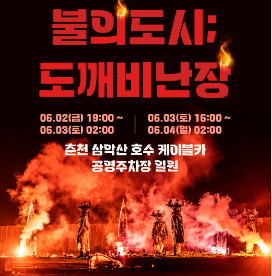 불의도시;
도깨비난장
06.02(금) 19:00 ~
06.03(토) 02:00
06.03(토) 16:00 ~
06.04(일) 02:00
춘천 삼악산 호수 케이블카
공영주차장 일원